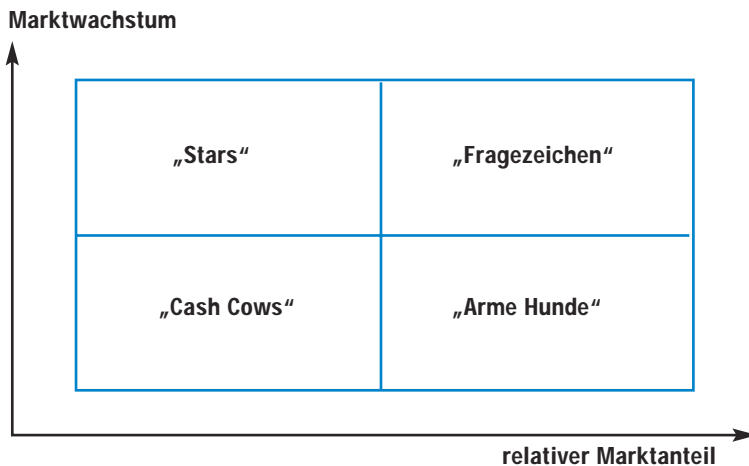 Marktwachstum
„Stars“
„Fragezeichen“
„Cash Cows“
„Arme Hunde“
relativer Marktanteil